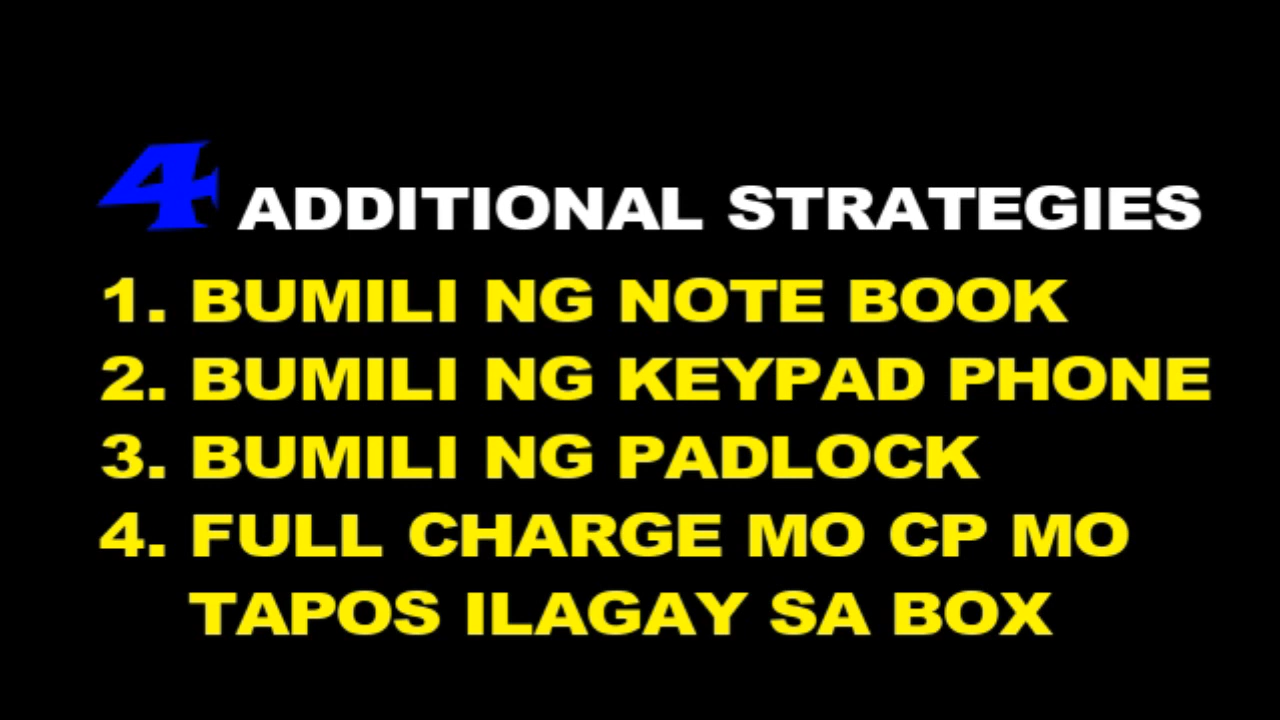 4 ADDITIONAL STRATEGIES
1. BUMILI NG NOTE BOOK
2. BUMILI NG KEYPAD PHONE
3. BUMILI NG PADLOCK
4. FULL CHARGE MO CP MO
TAPOS ILAGAY SA BOX